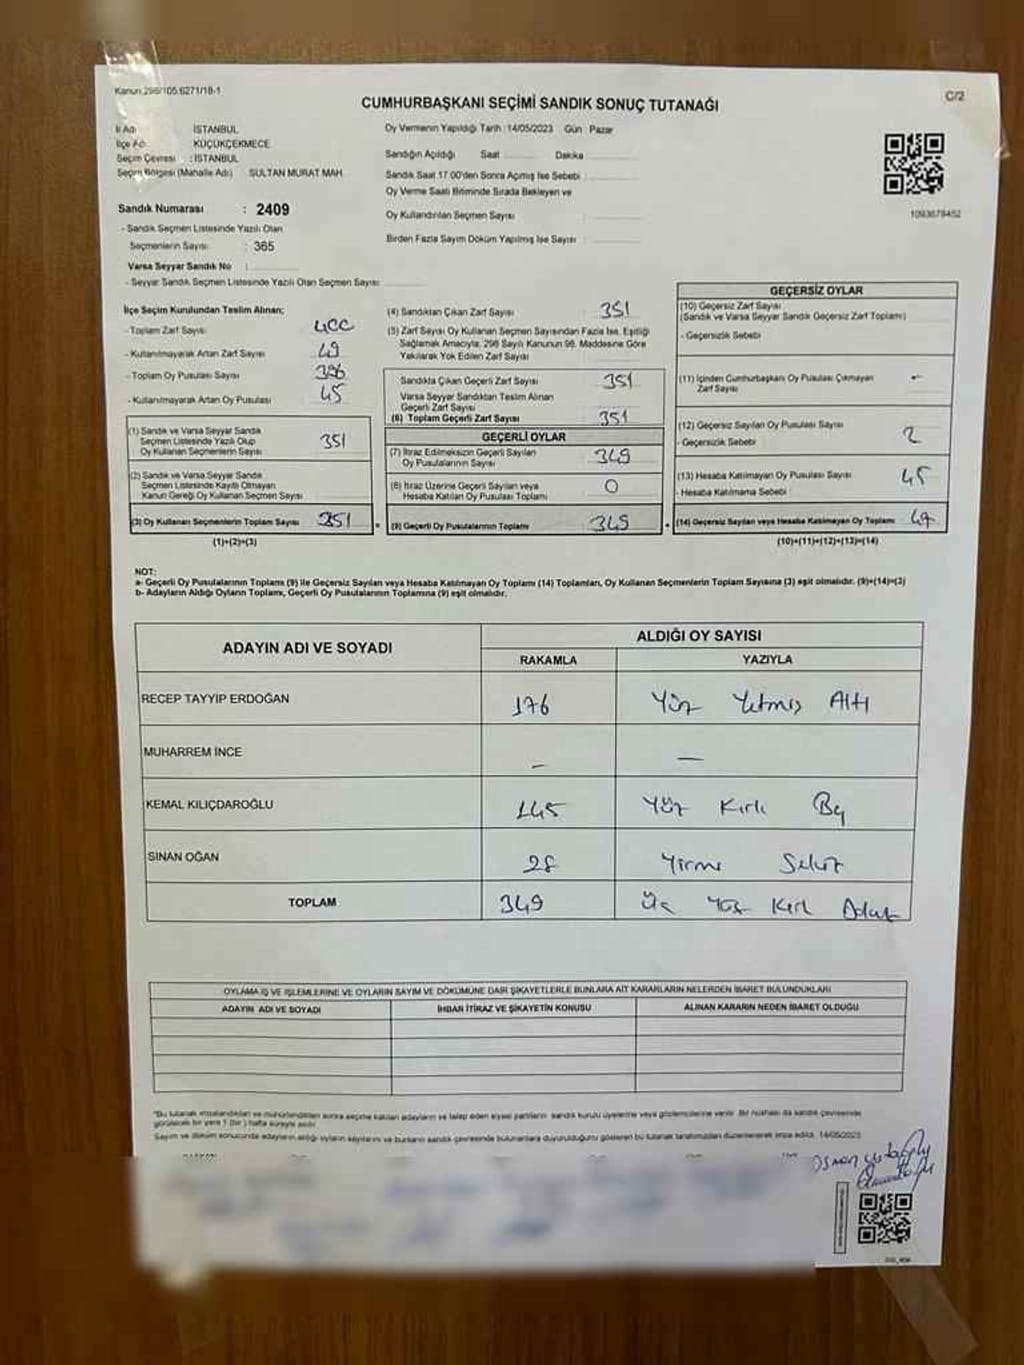 Kanun 298/105.6271/18-1
C/2
CUMHURBAŞKANI SEÇİMİ SANDIK SONUÇ TUTANAĞI
İl Adı : İSTANBUL
İlçe Adı : KÜÇÜKÇEKMECE
Seçim Çevresi : İSTANBUL
Seçim Bölgesi (Mahalle Adı) SULTAN MURAT MAH.
Sandık Numarası : 2409
- Sandık Seçmen Listesinde Yazılı Olan
Seçmenlerin Sayısı : 365
Varsa Seyyar Sandık No :
- Seyyar Sandık Seçmen Listesinde Yazılı Olan Seçmen Sayısı :
Oy Vermenin Yapıldığı Tarih : 14/05/2023 Gün Pazar
Sandığın Açıldığı Saat Dakika
Sandık Saat 17.00'den Sonra Açılmış İse Sebebi :
Oy Verme Saati Bitiminde Sırada Bekleyen ve
Oy Kullandırılan Seçmen Sayısı :
Birden Fazla Sayım Döküm Yapılmış İse Sayısı :
1093679452
İlçe Seçim Kurulundan Teslim Alınan;
- Toplam Zarf Sayısı 400
- Kullanılmayarak Artan Zarf Sayısı 49
- Toplam Oy Pusulası Sayısı 396
- Kullanılmayarak Artan Oy Pusulası 45
(1) Sandık ve Varsa Seyyar Sandık
Seçmen Listesinde Yazılı Olup
Oy Kullanan Seçmenlerin Sayısı 351
(2) Sandık ve Varsa Seyyar Sandık
Seçmen Listesinde Kayıtlı Olmayan
Kanun Gereği Oy Kullanan Seçmen Sayısı
(3) Oy Kullanan Seçmenlerin Toplam Sayısı 351
(1)+(2)=(3)
(4) Sandıktan Çıkan Zarf Sayısı 351
(5) Zarf Sayısı Oy Kullanan Seçmen Sayısından Fazla İse, Eşitliği
Sağlamak Amacıyla, 298 Sayılı Kanunun 98. Maddesine Göre
Yakılarak Yok Edilen Zarf Sayısı
Sandıkta Çıkan Geçerli Zarf Sayısı 351
Varsa Seyyar Sandıktan Teslim Alınan
Geçerli Zarf Sayısı
(6) Toplam Geçerli Zarf Sayısı 351
GEÇERLİ OYLAR
(7) İtiraz Edilmeksizin Geçerli Sayılan
Oy Pusulalarının Sayısı 349
(8) İtiraz Üzerine Geçerli Sayılan veya
Hesaba Katılan Oy Pusulası Toplamı 0
(9) Geçerli Oy Pusulalarının Toplamı 349
GEÇERSİZ OYLAR
(10) Geçersiz Zarf Sayısı
(Sandık ve Varsa Seyyar Sandık Geçersiz Zarf Toplamı)
- Geçersizlik Sebebi
(11) İçinden Cumhurbaşkanı Oy Pusulası Çıkmayan
Zarf Sayısı -
(12) Geçersiz Sayılan Oy Pusulası Sayısı
- Geçersizlik Sebebi 2
(13) Hesaba Katılmayan Oy Pusulası Sayısı 45
- Hesaba Katılmama Sebebi
(14) Geçersiz Sayılan veya Hesaba Katılmayan Oy Toplamı 47
(10)+(11)+(12)+(13)=(14)
NOT:
a- Geçerli Oy Pusulalarının Toplamı (9) ile Geçersiz Sayılan veya Hesaba Katılmayan Oy Toplamı (14) Toplamları, Oy Kullanan Seçmenlerin Toplam Sayısına (3) eşit olmalıdır. (9)+(14)=(3)
b- Adayların Aldığı Oyların Toplamı, Geçerli Oy Pusulalarının Toplamına (9) eşit olmalıdır.
ADAYIN ADI VE SOYADI
ALDIĞI OY SAYISI
RAKAMLA YAZIYLA
RECEP TAYYİP ERDOĞAN 176 Yüz Yetmiş Altı
MUHARREM İNCE - -
KEMAL KILIÇDAROĞLU 145 Yüz Kırk Beş
SİNAN OĞAN 28 Yirmi Sekiz
TOPLAM 349 Üç Yüz Kırk Dokuz
OYLAMA İŞ VE İŞLEMLERİNE VE OYLARIN SAYIM VE DÖKÜMÜNE DAİR ŞİKAYETLERLE BUNLARA AİT KARARLARIN NELERDEN İBARET BULUNDUKLARI
ADAYIN ADI VE SOYADI İHBAR İTİRAZ VE ŞİKAYETİN KONUSU ALINAN KARARIN NEDEN İBARET OLDUĞU
"Bu tutanak imzalandıktan ve mühürlendikten sonra seçime katılan adayların ve talep eden siyasi partilerin sandık kurulu üyelerine veya gözlemcilerine verilir. Bir nüshası da sandık çevresinde
görülecek bir yere 1 (bir) hafta süreyle asılır.
Sayım ve döküm sonucunda adayların aldığı oyların sayılarını ve bunların sandık çevresinde bulunanlara duyurulduğunu gösteren bu tutanak tarafımızdan düzenlenerek imza edildi. 14/05/2023
Osman